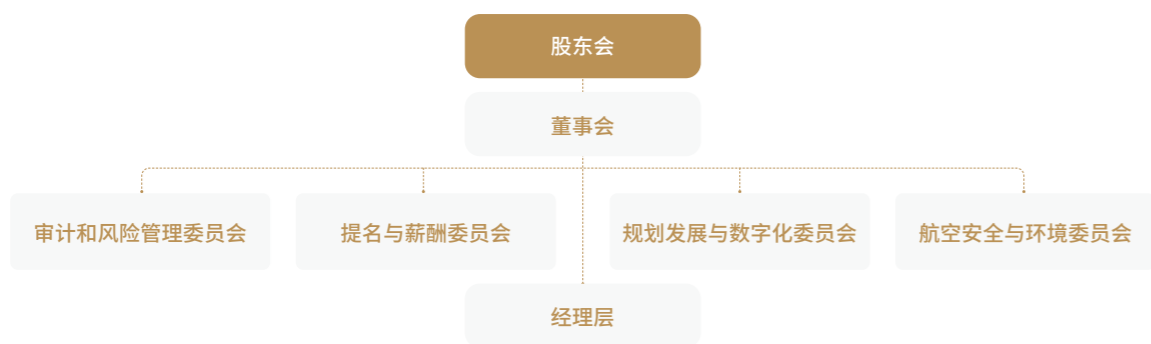 股东会
董事会
审计和风险管理委员会
提名与薪酬委员会
规划发展与数字化委员会
航空安全与环境委员会
经理层